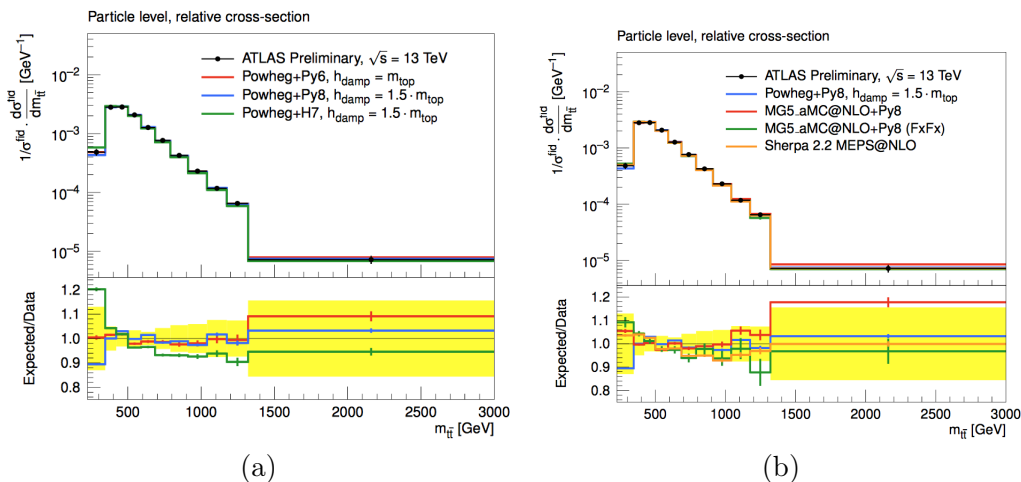 Particle level, relative cross-section
1/σ^fid · dσ^fid/dm_tt̄ [GeV⁻¹]
ATLAS Preliminary, √s = 13 TeV
Powheg+Py6, h_damp = m_top
Powheg+Py8, h_damp = 1.5 · m_top
Powheg+H7, h_damp = 1.5 · m_top
10⁻²
10⁻³
10⁻⁴
10⁻⁵
Expected/Data
1.2
1.1
1.0
0.9
0.8
500 1000 1500 2000 2500 3000
m_tt̄ [GeV]
(a)
Particle level, relative cross-section
1/σ^fid · dσ^fid/dm_tt̄ [GeV⁻¹]
ATLAS Preliminary, √s = 13 TeV
Powheg+Py8, h_damp = 1.5 · m_top
MG5_aMC@NLO+Py8
MG5_aMC@NLO+Py8 (FxFx)
Sherpa 2.2 MEPS@NLO
10⁻²
10⁻³
10⁻⁴
10⁻⁵
Expected/Data
1.2
1.1
1.0
0.9
0.8
500 1000 1500 2000 2500 3000
m_tt̄ [GeV]
(b)